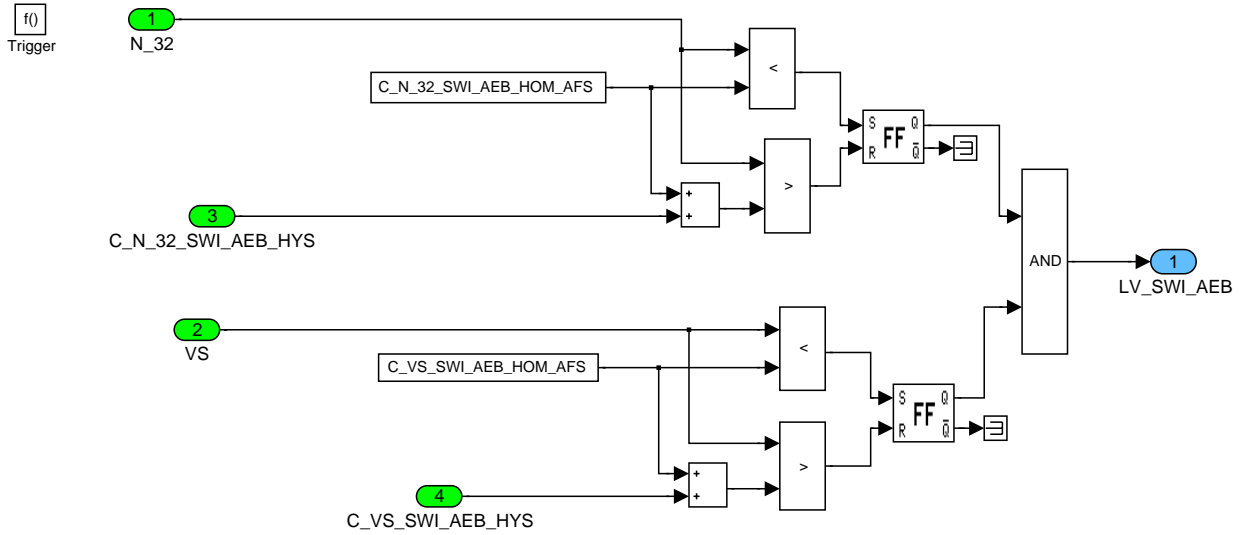 f()
Trigger
1
N_32
C_N_32_SWI_AEB_HOM_AFS
<
S Q
R Q̅
FF
>
+
+
3
C_N_32_SWI_AEB_HYS
AND
1
LV_SWI_AEB
2
VS
<
C_VS_SWI_AEB_HOM_AFS
S Q
R Q̅
FF
>
+
+
4
C_VS_SWI_AEB_HYS